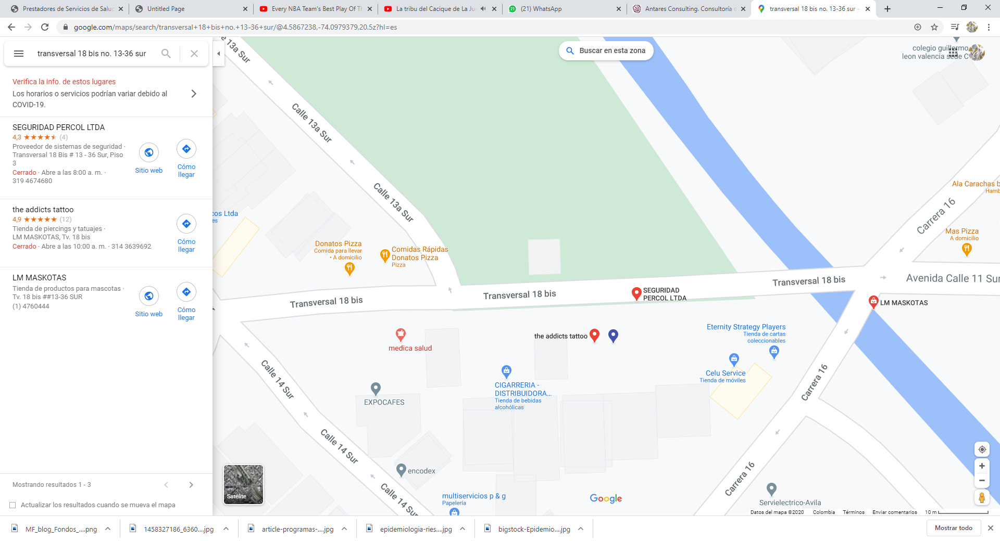 Prestadores de Servicios de Salud
Untitled Page
Every NBA Team's Best Play Of Th
La tribu del Cacique de La Ju
(21) WhatsApp
Antares Consulting. Consultoría c
transversal 18 bis no. 13-36 sur -
google.com/maps/search/transversal+18+bis+no.+13-36+sur/@4.5867238,-74.0979379,20.5z?hl=es
transversal 18 bis no. 13-36 sur
Verifica la info. de estos lugares
Los horarios o servicios podrían variar debido al
COVID-19.
SEGURIDAD PERCOL LTDA
4,3 ★★★★★ (4)
Proveedor de sistemas de seguridad ·
Transversal 18 Bis # 13 - 36 Sur, Piso
3
Cerrado · Abre a las 8:00 a. m. ·
319 4674680
Sitio web
Cómo
llegar
the addicts tattoo
4,9 ★★★★★ (12)
Tienda de piercings y tatuajes ·
LM MASKOTAS, Tv. 18 bis
Cerrado · Abre a las 10:00 a. m. · 314 3639692
Cómo
llegar
LM MASKOTAS
Tienda de productos para mascotas ·
Tv. 18 bis ##13-36 SUR
(1) 4760444
Sitio web
Cómo
llegar
Mostrando resultados 1 - 3
Actualizar los resultados cuando se mueva el mapa
Buscar en esta zona
colegio guillermo
leon valencia sede C
Calle 13a Sur
Calle 13a Sur
Calle 13a Sur
cos Ltda
es
Donatos Pizza
Comida para llevar
• A domicilio
Comidas Rápidas
Donatos Pizza
Pizza
Ala Carachas b
Hamb
Carrera 16
Mas Pizza
A domicilio
Transversal 18 bis
Transversal 18 bis
Transversal 18 bis
Avenida Calle 11 Sur
SEGURIDAD
PERCOL LTDA
LM MASKOTAS
medica salud
the addicts tattoo
Eternity Strategy Players
Tienda de cartas
coleccionables
Celu Service
Tienda de móviles
CIGARRERIA -
DISTRIBUIDORA...
Tienda de bebidas
alcohólicas
EXPOCAFES
Calle 14 Sur
Calle 14 Sur
Calle 14 Sur
Carrera 16
Carrera 16
encodex
multiservicios p & g
Papelería
Servielectrico-Avila
Satélite
Google
Datos del mapa ©2020
Colombia
Términos
Enviar comentarios
10 m
MF_blog_Fondos_....png
1458327186_6360....jpg
article-programas-....jpg
epidemiologia-ries....jpg
bigstock-Epidemio....jpg
Mostrar todo